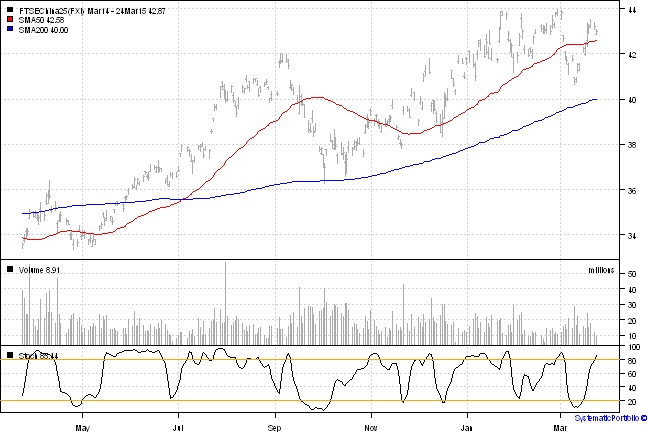 FTSEChina25(FXI) Mar14 - 24Mar15 42.87
SMA50 42.58
SMA200 40.00
44
42
40
38
36
34
Volume 8.91
millions
50
40
30
20
10
100
80
60
40
20
May
Jul
Sep
Nov
Jan
Mar
SystematicPortfolio ©